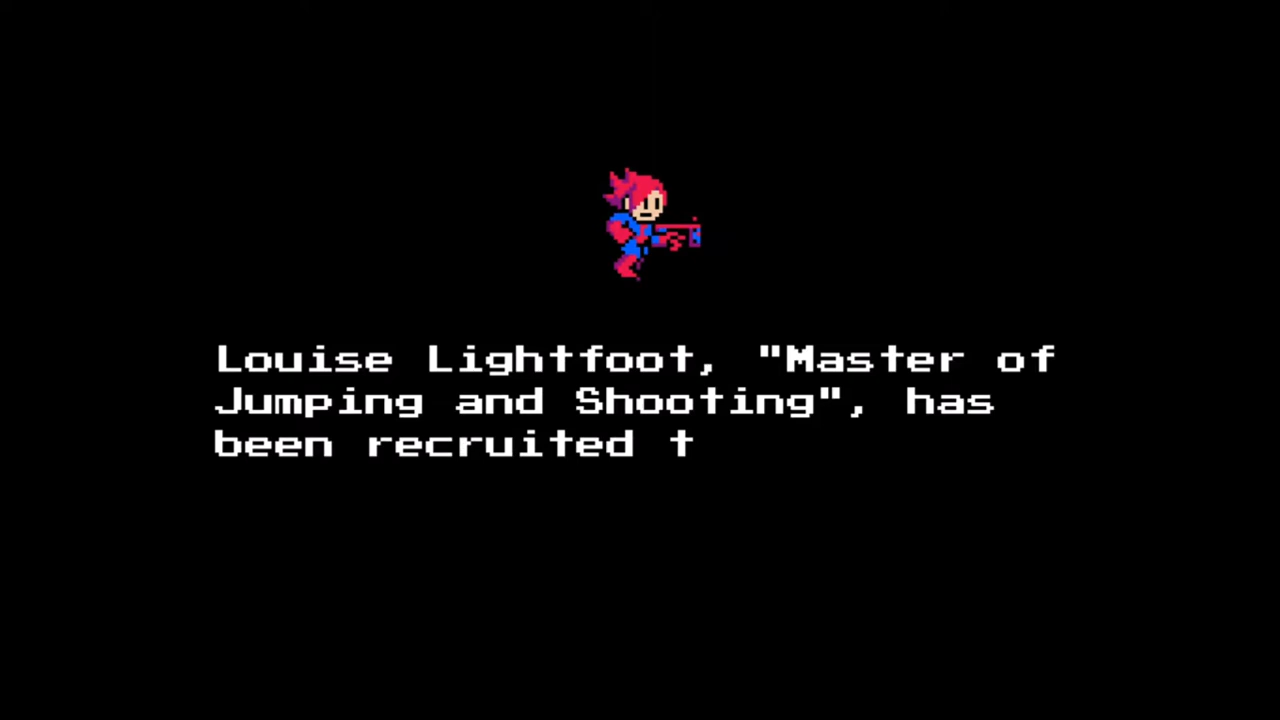 Louise Lightfoot, "Master of
Jumping and Shooting", has
been recruited t